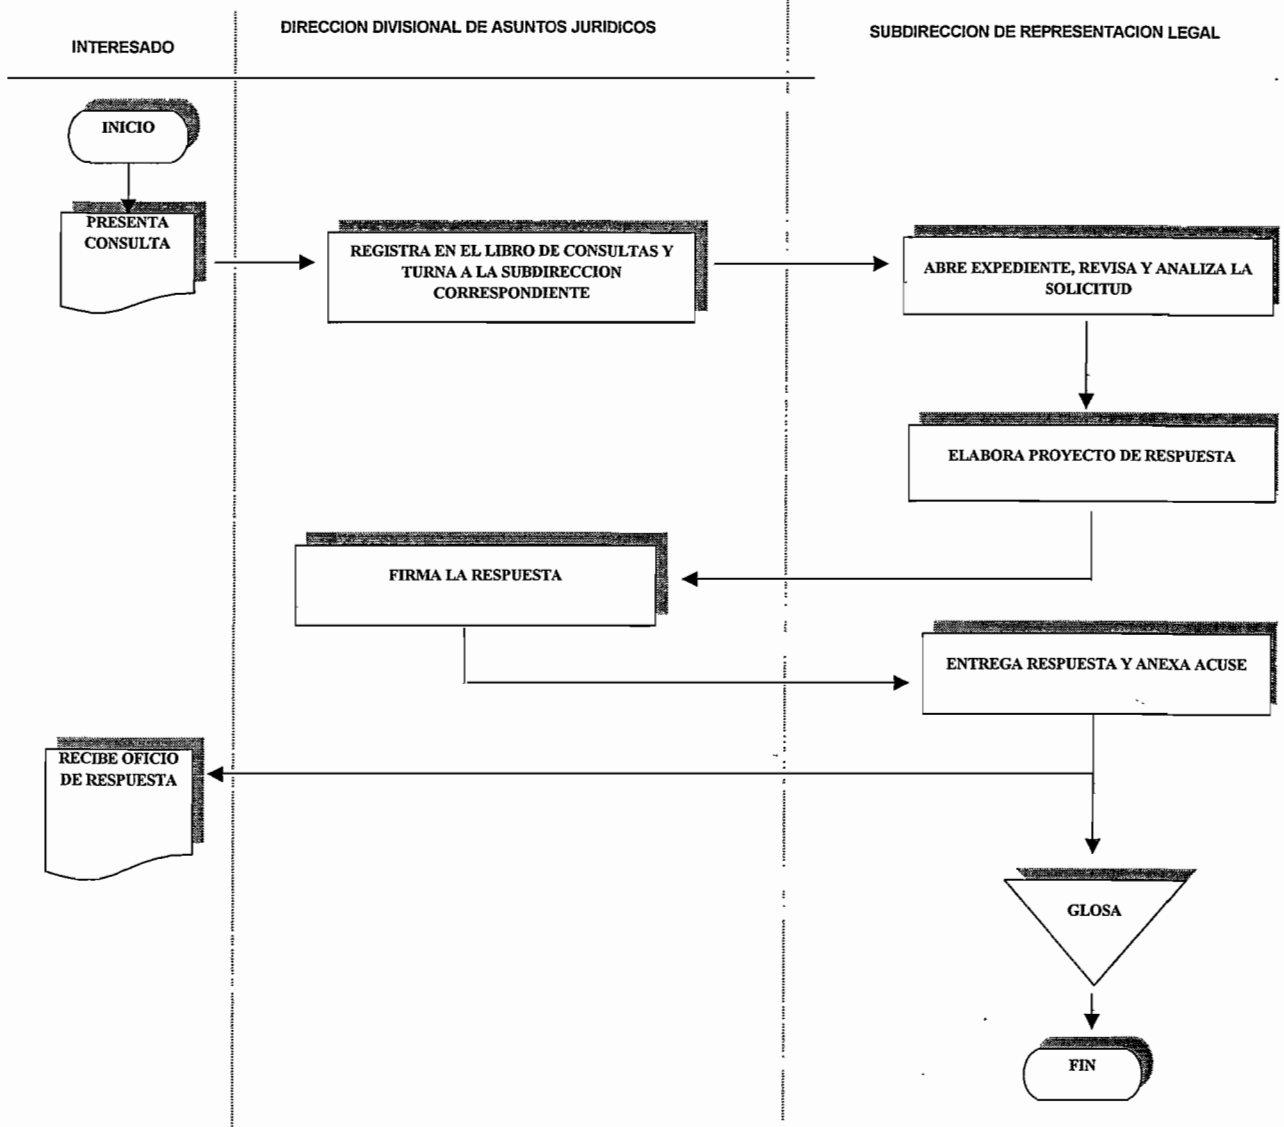 INTERESADO
DIRECCION DIVISIONAL DE ASUNTOS JURIDICOS
SUBDIRECCION DE REPRESENTACION LEGAL
INICIO
PRESENTA
CONSULTA
REGISTRA EN EL LIBRO DE CONSULTAS Y
TURNA A LA SUBDIRECCION
CORRESPONDIENTE
ABRE EXPEDIENTE, REVISA Y ANALIZA LA
SOLICITUD
ELABORA PROYECTO DE RESPUESTA
FIRMA LA RESPUESTA
ENTREGA RESPUESTA Y ANEXA ACUSE
RECIBE OFICIO
DE RESPUESTA
GLOSA
FIN